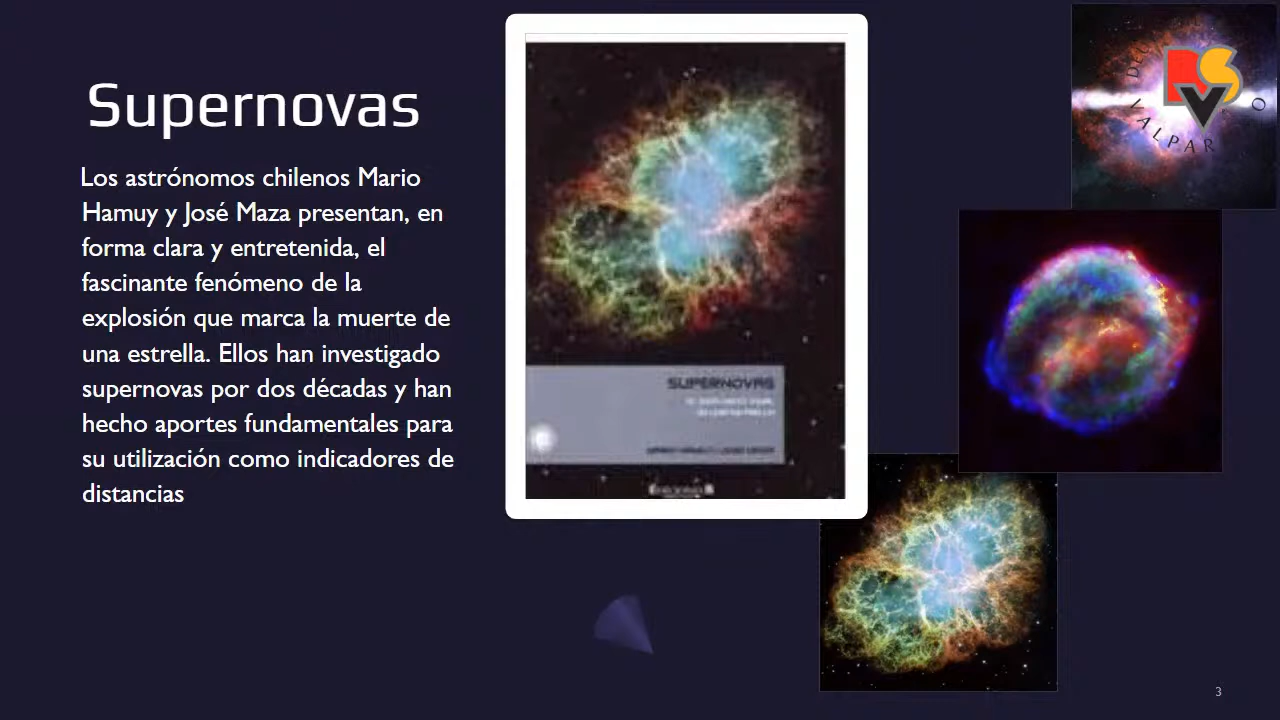 Supernovas
Los astrónomos chilenos Mario
Hamuy y José Maza presentan, en
forma clara y entretenida, el
fascinante fenómeno de la
explosión que marca la muerte de
una estrella. Ellos han investigado
supernovas por dos décadas y han
hecho aportes fundamentales para
su utilización como indicadores de
distancias
SUPERNOVAS
RSV
3